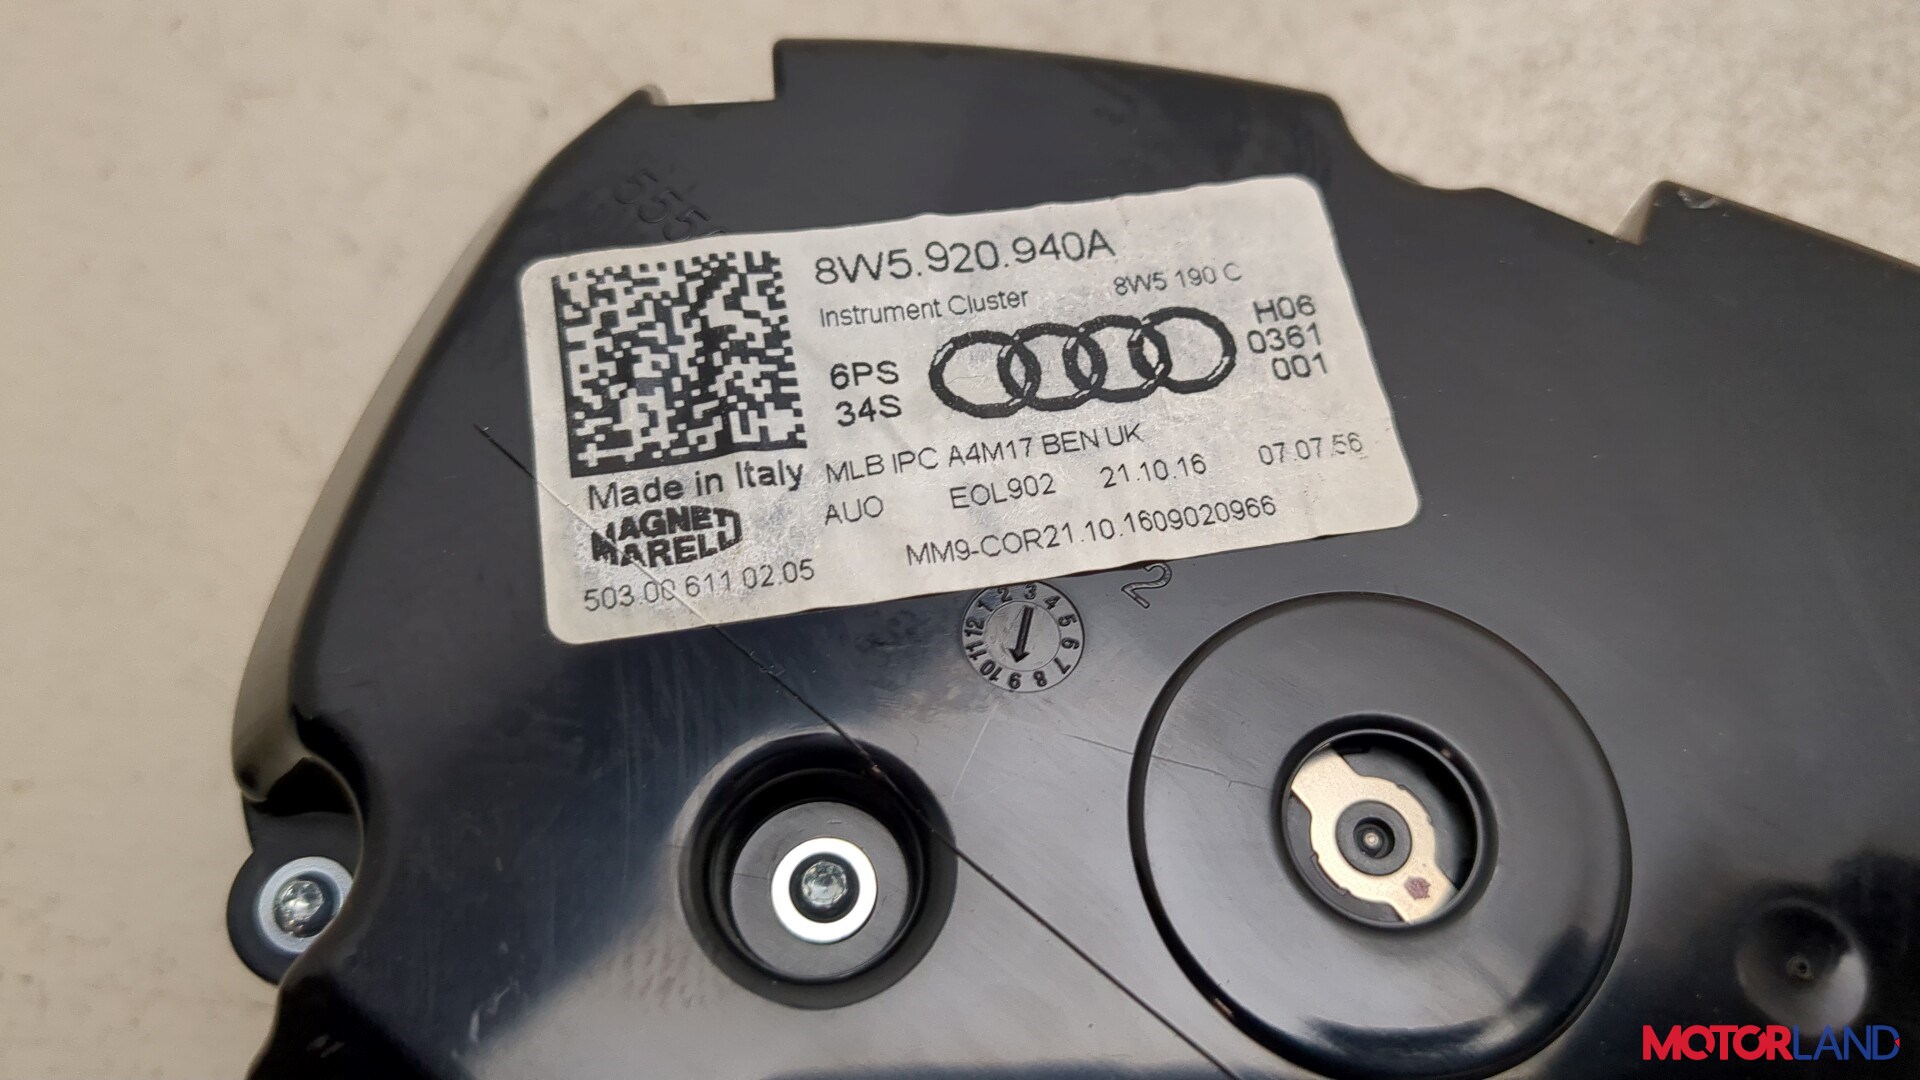 555
8W5.920.940A
Instrument Cluster
8W5 190 C
6PS
34S
H06
0361
001
MLB IPC A4M17 BEN UK
AUO EOL902 21.10.16 07.07.56
Made in Italy
MAGNETI
MARELLI
503.00 611 02.05
MM9-COR21.10.1609020966
1 2 3 4 5 6 7 8 9 10 11 12
2
MOTORLAND